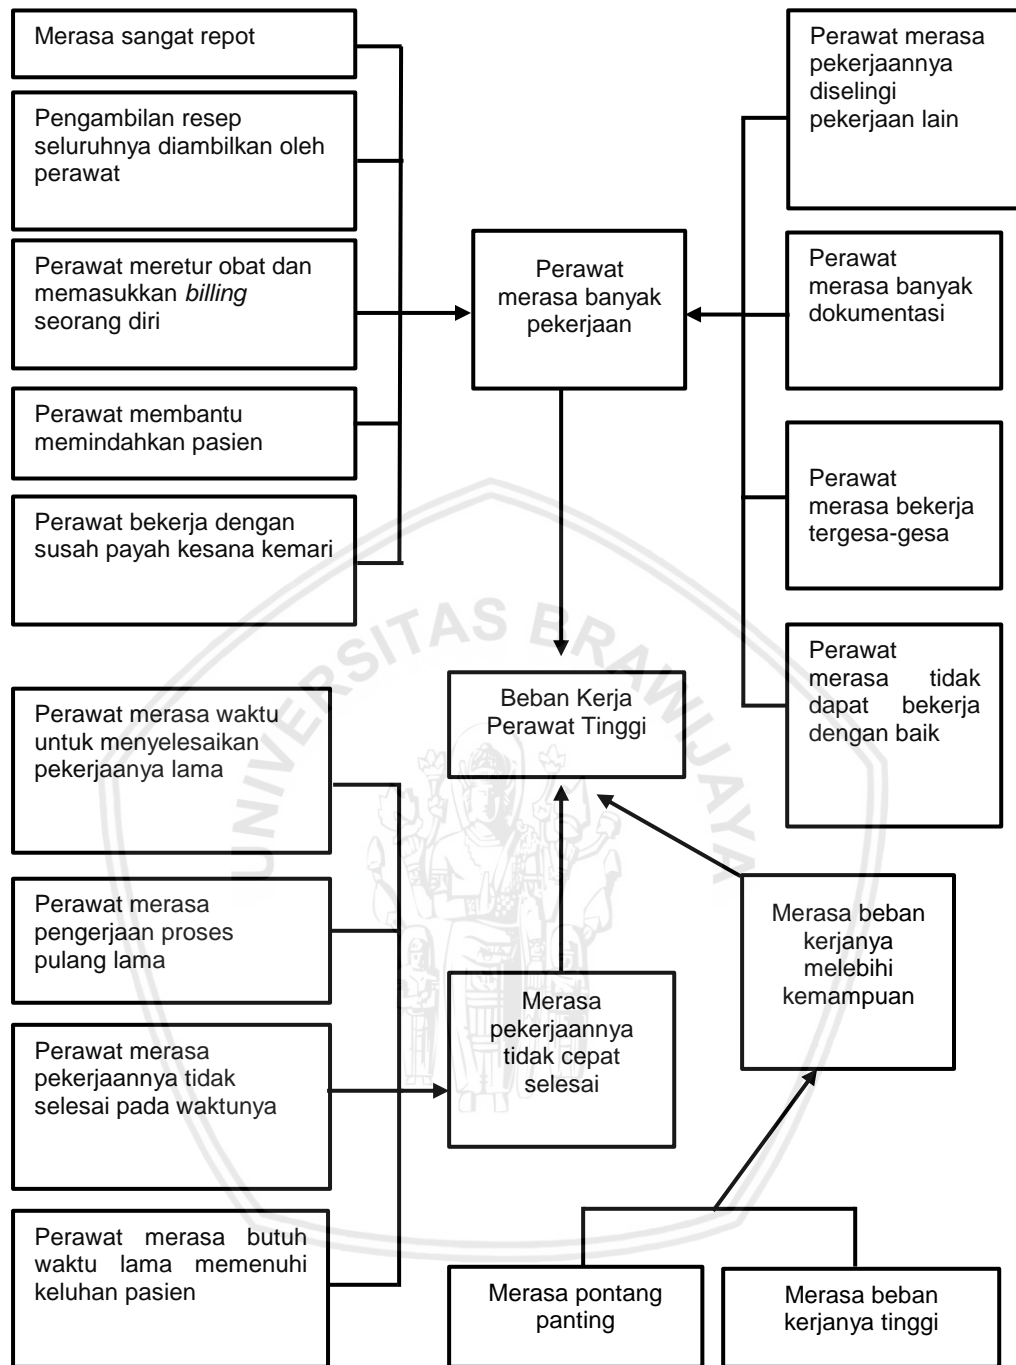 Merasa sangat repot
Pengambilan resep
seluruhnya diambilkan oleh
perawat
Perawat meretur obat dan
memasukkan billing
seorang diri
Perawat membantu
memindahkan pasien
Perawat bekerja dengan
susah payah kesana kemari
Perawat
merasa banyak
pekerjaan
Perawat merasa
pekerjaannya
diselingi
pekerjaan lain
Perawat
merasa banyak
dokumentasi
Perawat
merasa bekerja
tergesa-gesa
Perawat
merasa tidak
dapat bekerja
dengan baik
UNIVERSITAS BRAWIJAYA
Beban Kerja
Perawat Tinggi
Perawat merasa waktu
untuk menyelesaikan
pekerjaanya lama
Perawat merasa
pengerjaan proses
pulang lama
Perawat merasa
pekerjaannya tidak
selesai pada waktunya
Perawat merasa butuh
waktu lama memenuhi
keluhan pasien
Merasa
pekerjaannya
tidak cepat
selesai
Merasa beban
kerjanya
melebihi
kemampuan
Merasa pontang
panting
Merasa beban
kerjanya tinggi